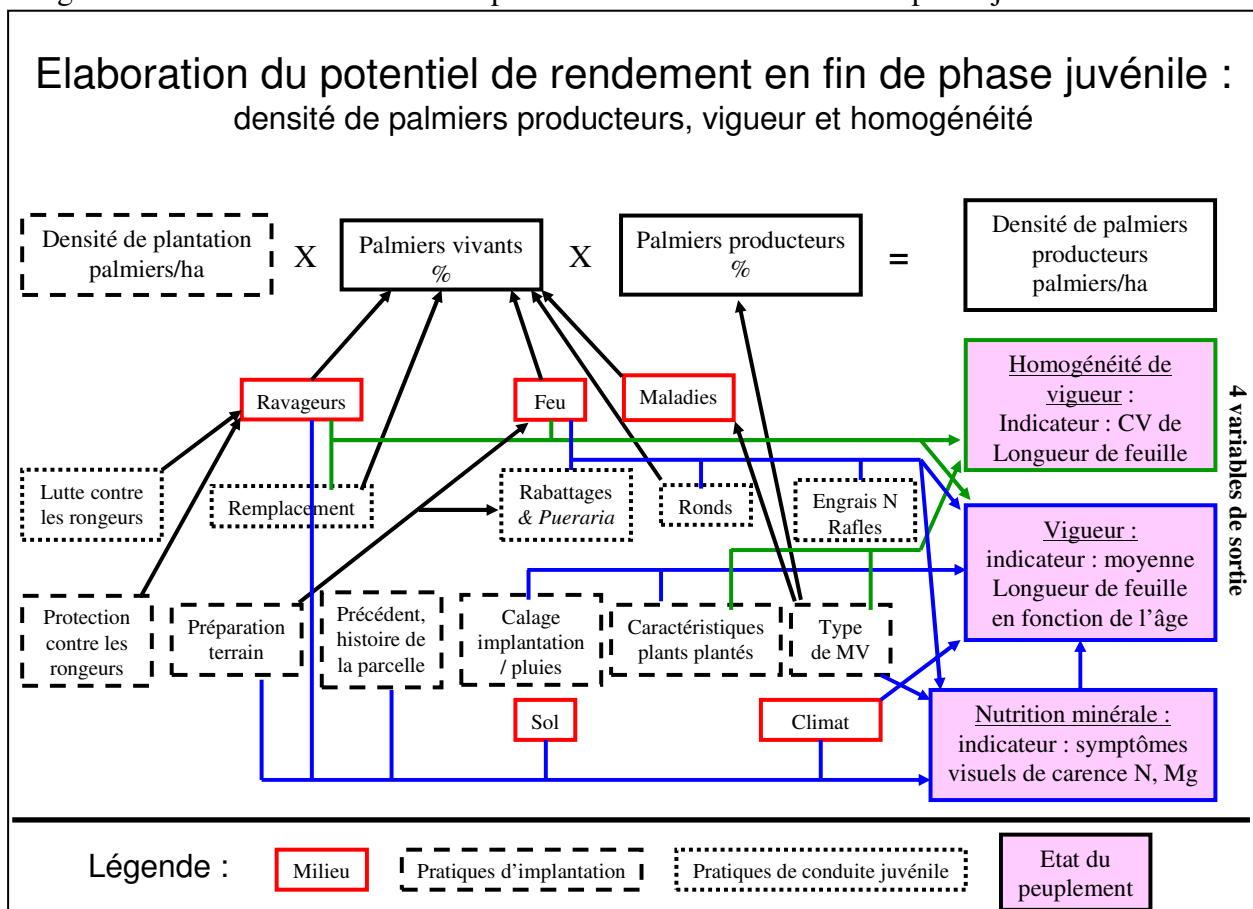 Elaboration du potentiel de rendement en fin de phase juvénile :
densité de palmiers producteurs, vigueur et homogénéité
Densité de plantation
palmiers/ha
X
Palmiers vivants
%
X
Palmiers producteurs
%
=
Densité de palmiers
producteurs
palmiers/ha
Ravageurs
Feu
Maladies
Homogénéité de
vigueur :
Indicateur : CV de
Longueur de feuille
4 variables de sortie
Lutte contre
les rongeurs
Remplacement
Rabattages
& Pueraria
Ronds
Engrais N
Rafles
Vigueur :
indicateur : moyenne
Longueur de feuille
en fonction de l'âge
Protection
contre les
rongeurs
Préparation
terrain
Précédent,
histoire de
la parcelle
Calage
implantation
/ pluies
Caractéristiques
plants plantés
Type
de MV
Sol
Climat
Nutrition minérale :
indicateur : symptômes
visuels de carence N, Mg
Légende :
Milieu
Pratiques d'implantation
Pratiques de conduite juvénile
Etat du
peuplement